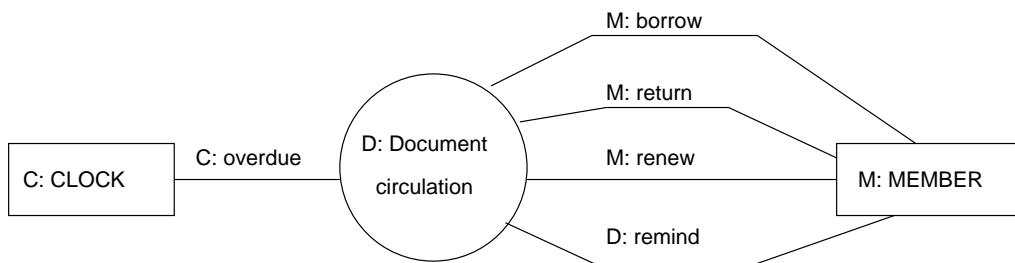 M: borrow
M: return
C: overdue
D: Document
circulation
M: renew
C: CLOCK
M: MEMBER
D: remind